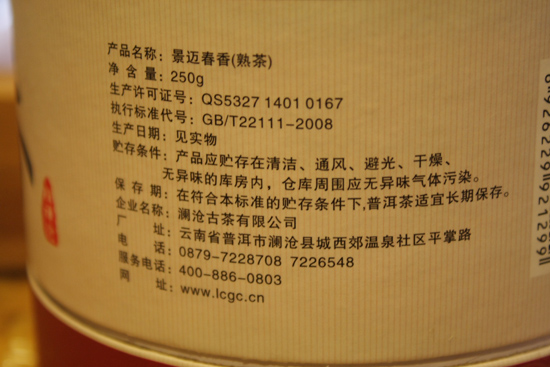 产品名称：景迈春香(熟茶)
净 含 量：250g
生产许可证号：QS5327 1401 0167
执行标准代号：GB/T22111-2008
生产日期：见实物
贮存条件：产品应贮存在清洁、通风、避光、干燥、
无异味的库房内，仓库周围应无异味气体污染。
保 存 期：在符合本标准的贮存条件下,普洱茶适宜长期保存。
企业名称：澜沧古茶有限公司
厂 址：云南省普洱市澜沧县城西郊温泉社区平掌路
电 话：0879-7228708 7226548
服务电话：400-886-0803
网 址：www.lcgc.cn